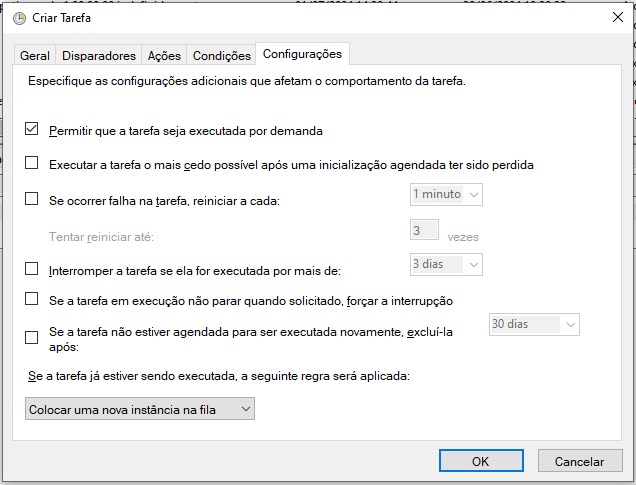 Criar Tarefa
Geral Disparadores Ações Condições Configurações
Especifique as configurações adicionais que afetam o comportamento da tarefa.
Permitir que a tarefa seja executada por demanda
Executar a tarefa o mais cedo possível após uma inicialização agendada ter sido perdida
Se ocorrer falha na tarefa, reiniciar a cada: 1 minuto
Tentar reiniciar até: 3 vezes
Interromper a tarefa se ela for executada por mais de: 3 dias
Se a tarefa em execução não parar quando solicitado, forçar a interrupção
Se a tarefa não estiver agendada para ser executada novamente, excluí-la 30 dias
após:
Se a tarefa já estiver sendo executada, a seguinte regra será aplicada:
Colocar uma nova instância na fila
OK Cancelar